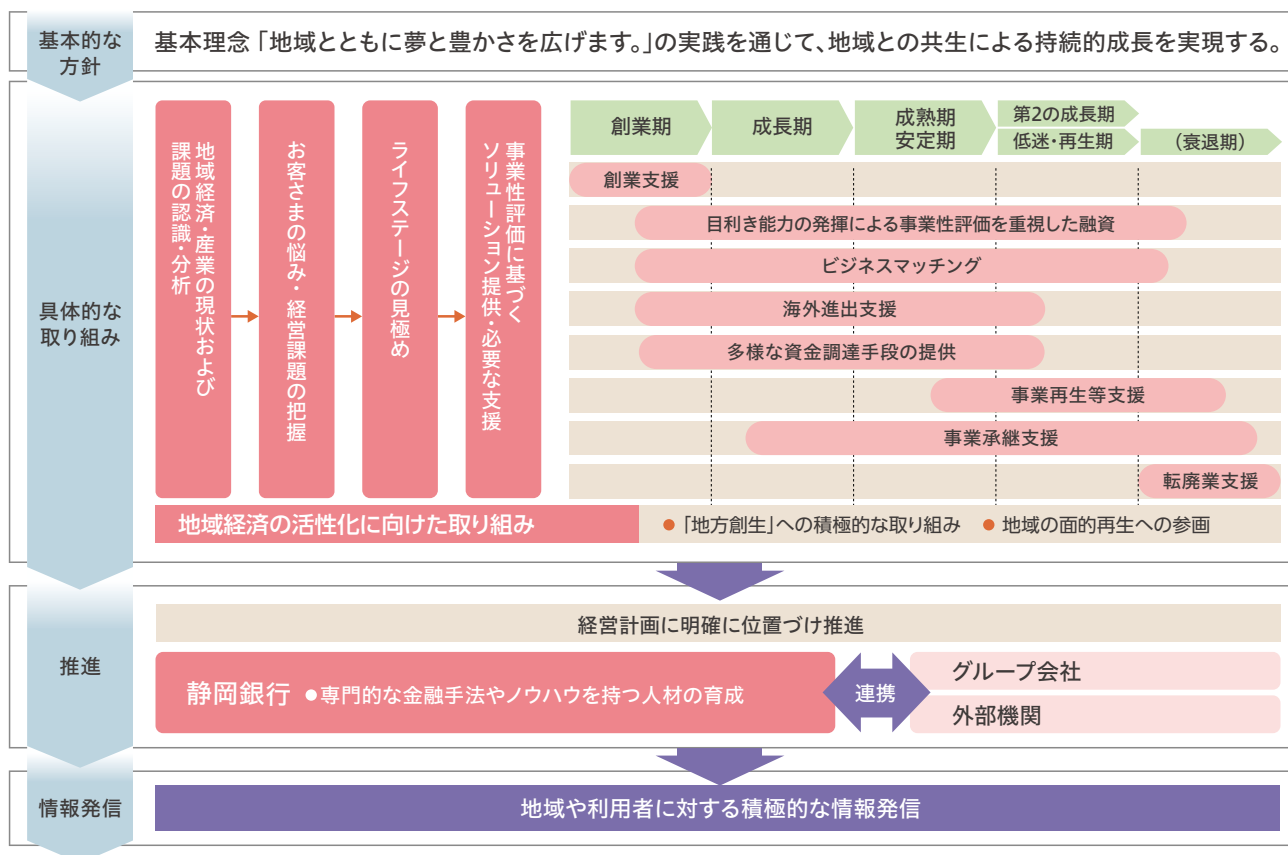 基本的な
方針
基本理念「地域とともに夢と豊かさを広げます。」の実践を通じて、地域との共生による持続的成長を実現する。
具体的な
取り組み
地域経済・産業の現状および
課題の認識・分析
お客さまの悩み・経営課題の把握
ライフステージの見極め
事業性評価に基づく
ソリューション提供・必要な支援
創業期
成長期
成熟期
安定期
第2の成長期
低迷・再生期
(衰退期)
創業支援
目利き能力の発揮による事業性評価を重視した融資
ビジネスマッチング
海外進出支援
多様な資金調達手段の提供
事業再生等支援
事業承継支援
転廃業支援
地域経済の活性化に向けた取り組み
●「地方創生」への積極的な取り組み ●地域の面的再生への参画
推進
経営計画に明確に位置づけ推進
静岡銀行 ●専門的な金融手法やノウハウを持つ人材の育成
連携
グループ会社
外部機関
情報発信
地域や利用者に対する積極的な情報発信